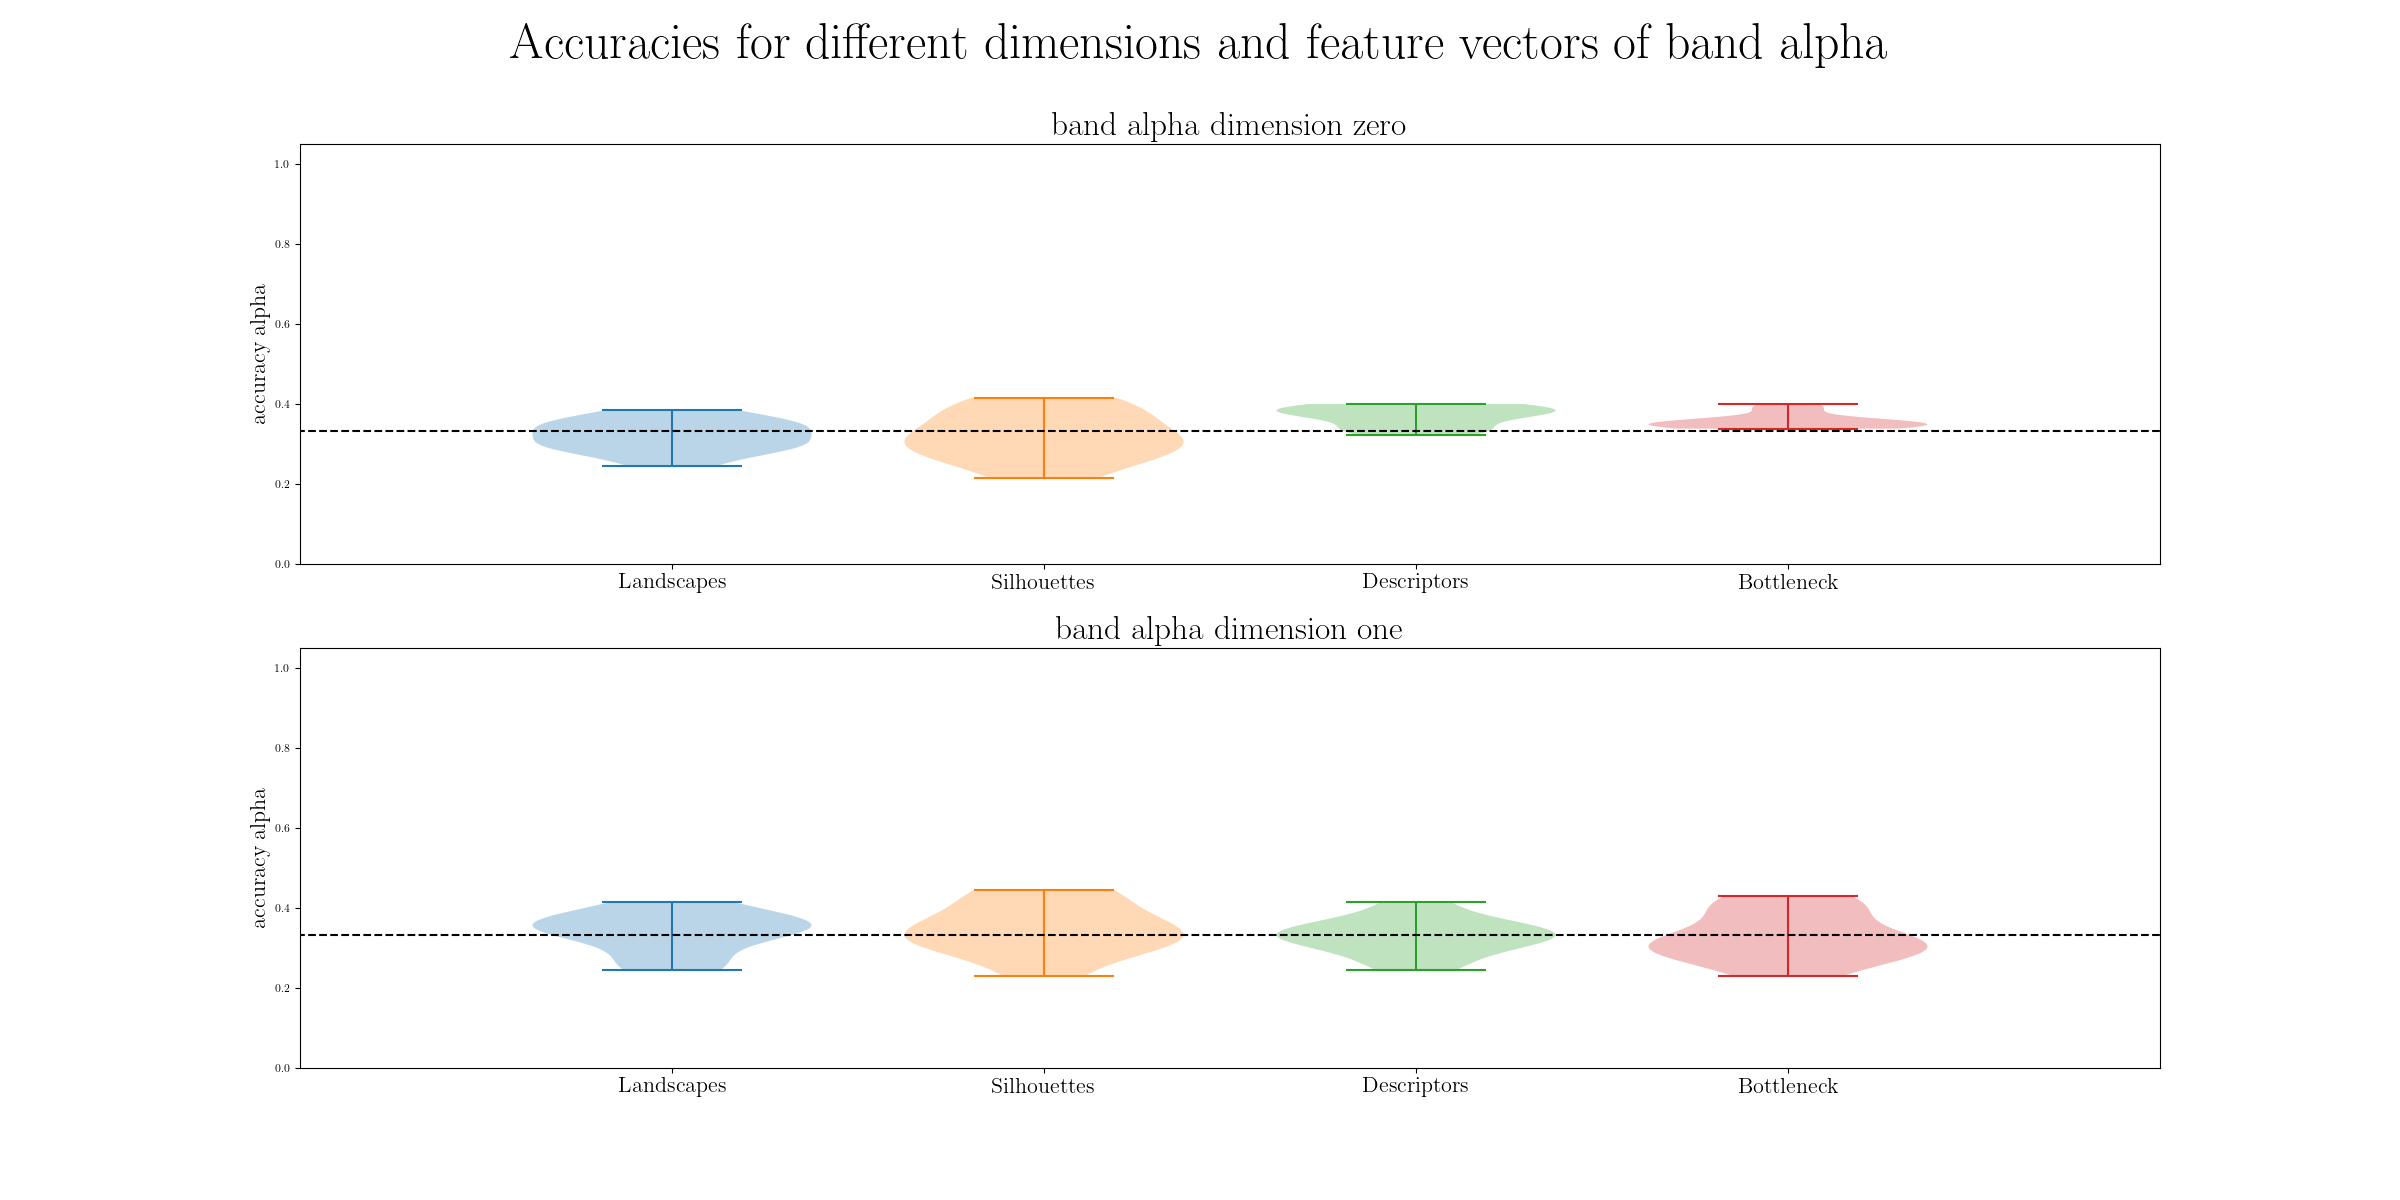 Accuracies for different dimensions and feature vectors of band alpha
band alpha dimension zero
1.0
0.8
0.6
0.4
0.2
0.0
accuracy alpha
Landscapes Silhouettes Descriptors Bottleneck
band alpha dimension one
1.0
0.8
0.6
0.4
0.2
0.0
accuracy alpha
Landscapes Silhouettes Descriptors Bottleneck